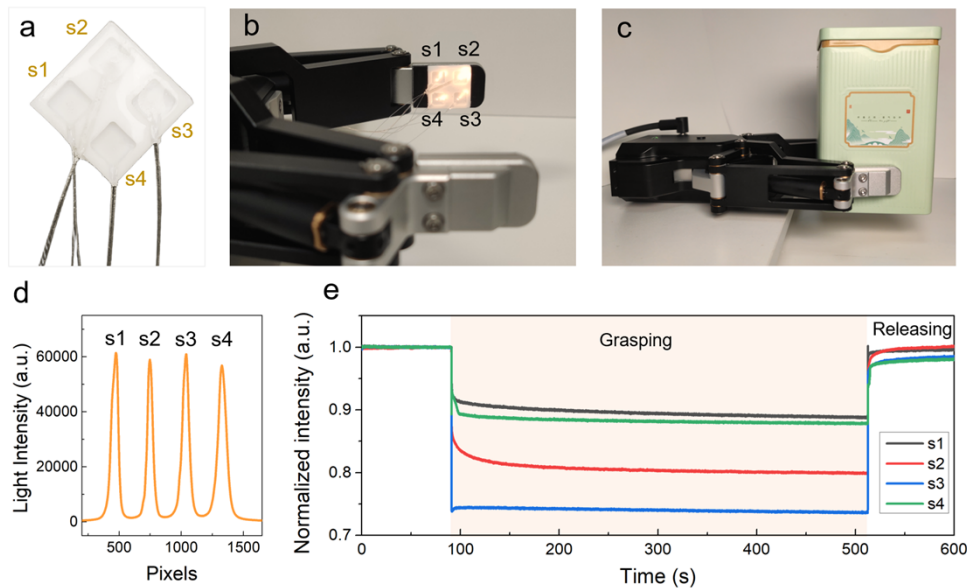 a
s2
s1
s3
s4
b
s1 s2
s4 s3
c
d
s1 s2 s3 s4
60000
40000
20000
0
500 1000 1500
Light Intensity (a.u.)
Pixels
e
Grasping
Releasing
1.0
0.9
0.8
0.7
0 100 200 300 400 500 600
Normalized intensity (a.u.)
Time (s)
s1
s2
s3
s4